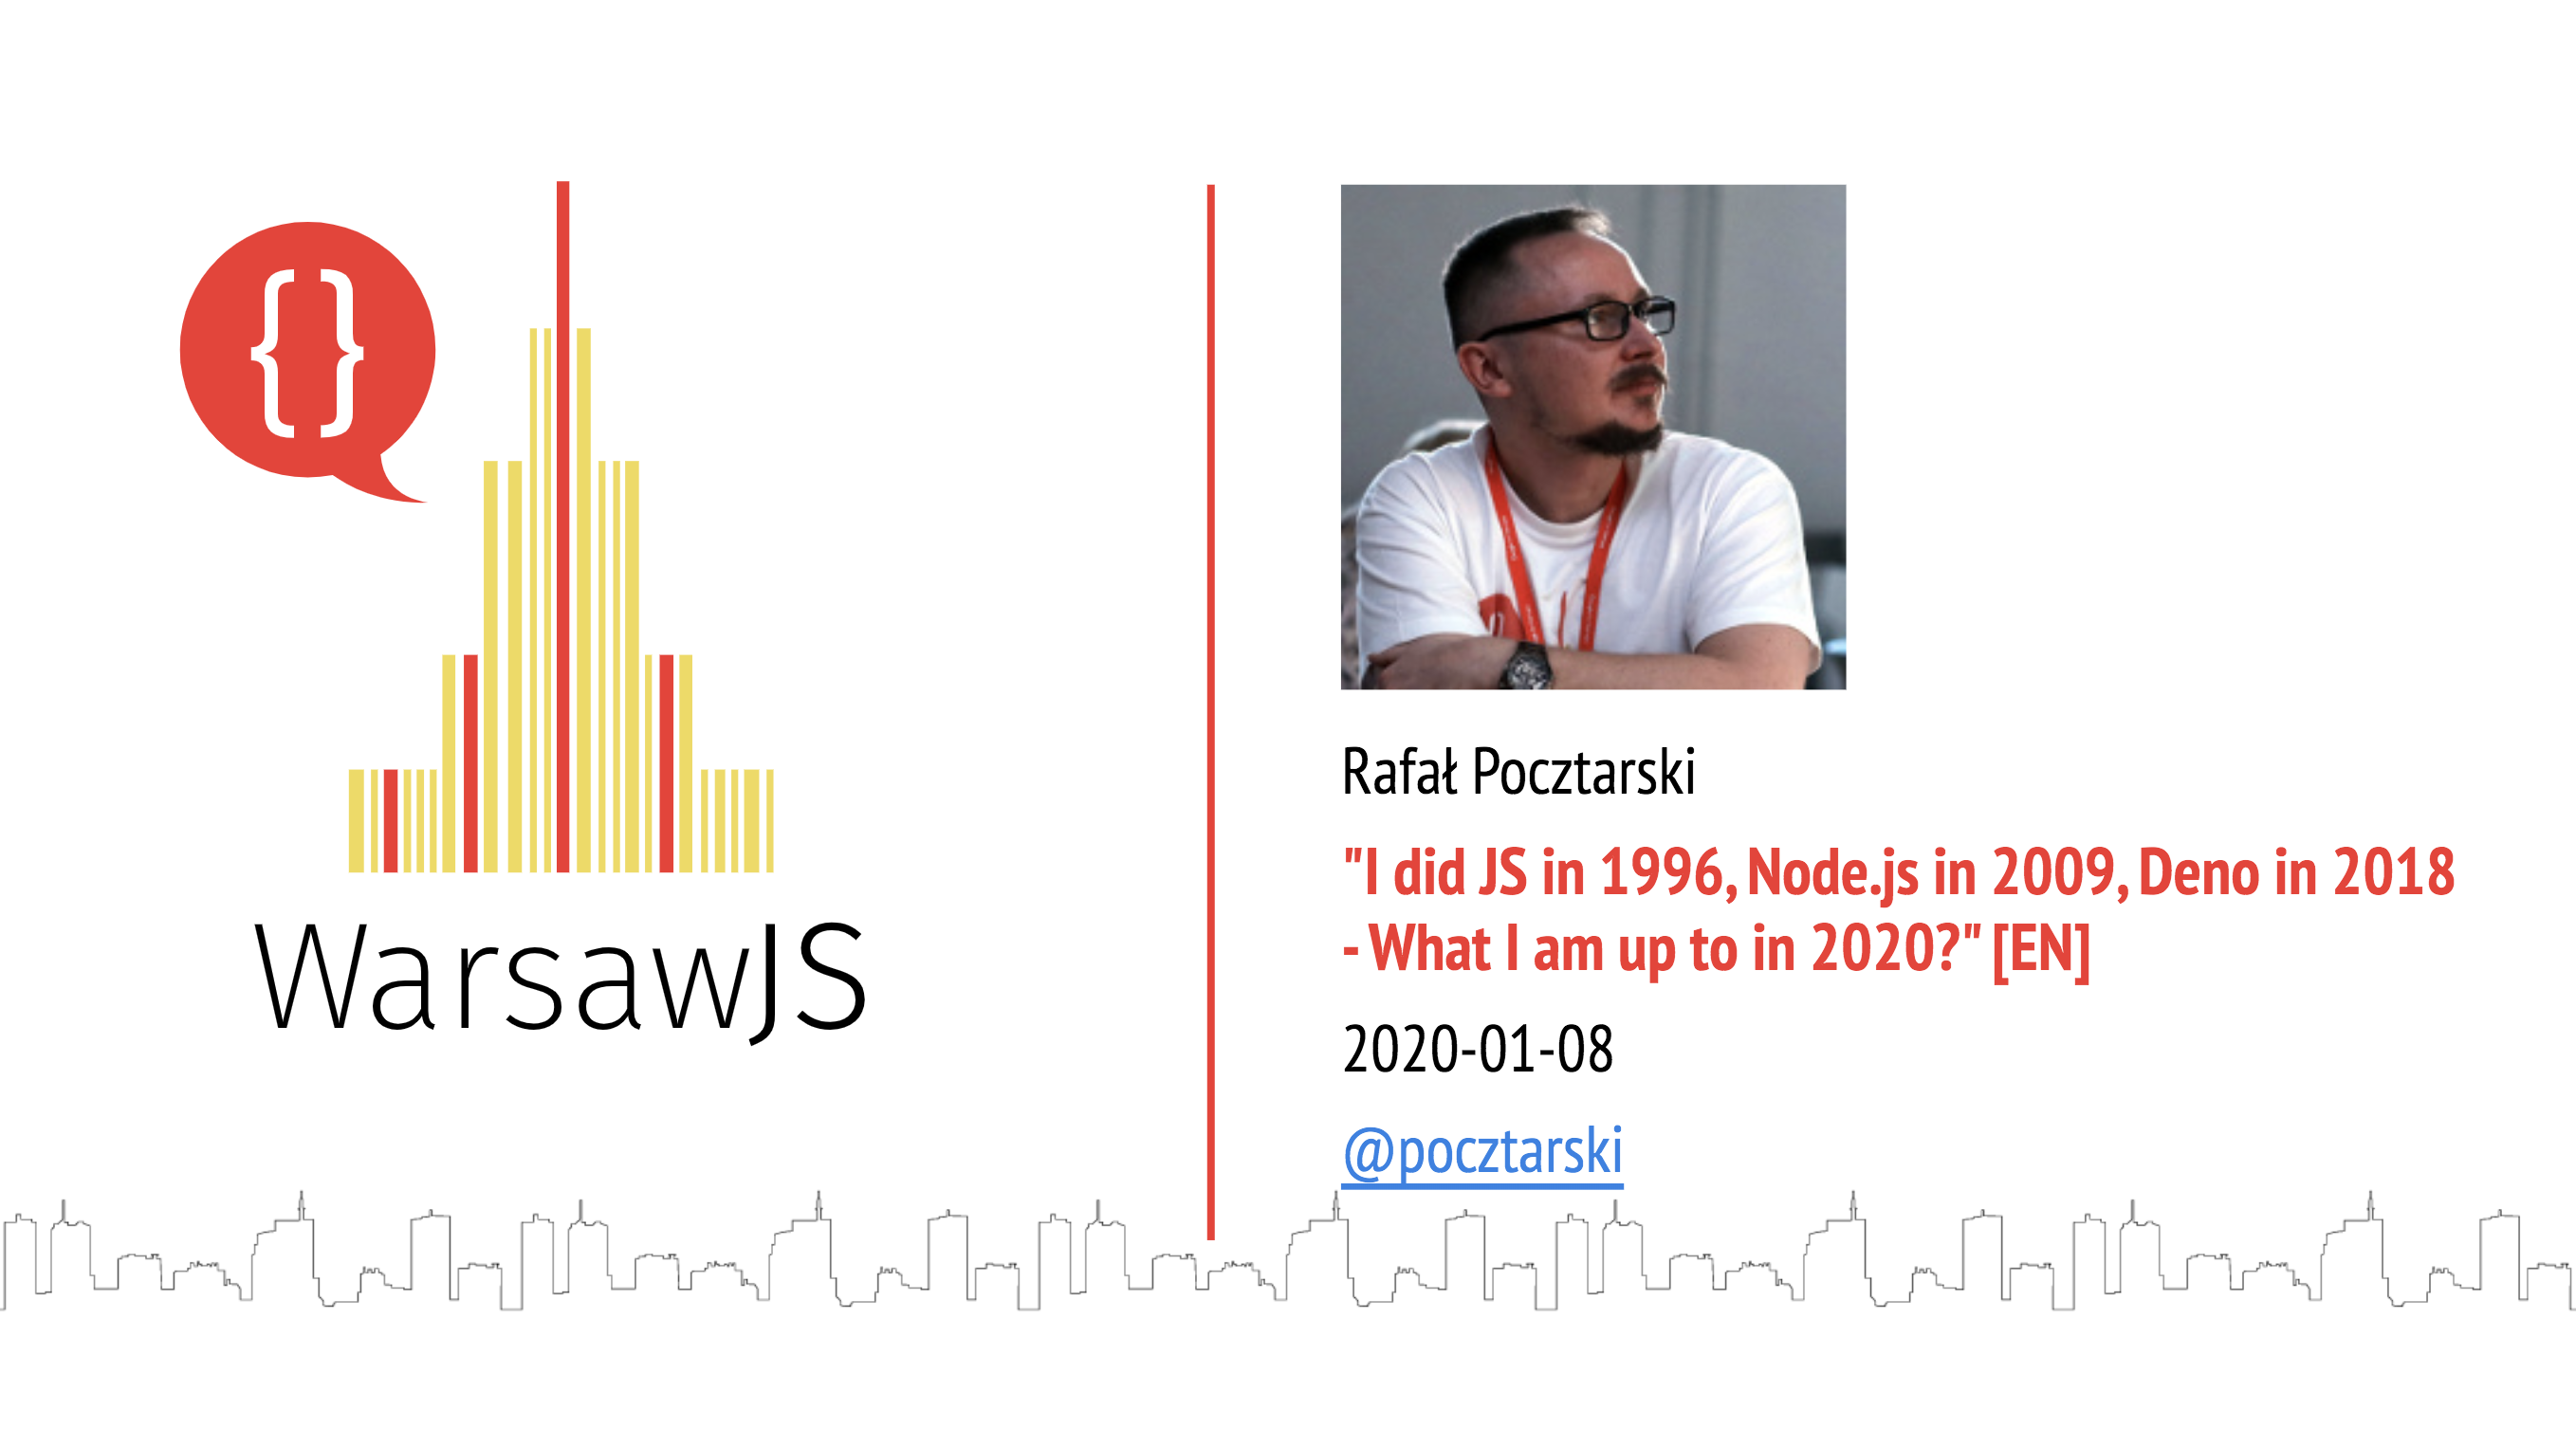 {}
WarsawJS
Rafał Pocztarski
"I did JS in 1996, Node.js in 2009, Deno in 2018
- What I am up to in 2020?" [EN]
2020-01-08
@pocztarski